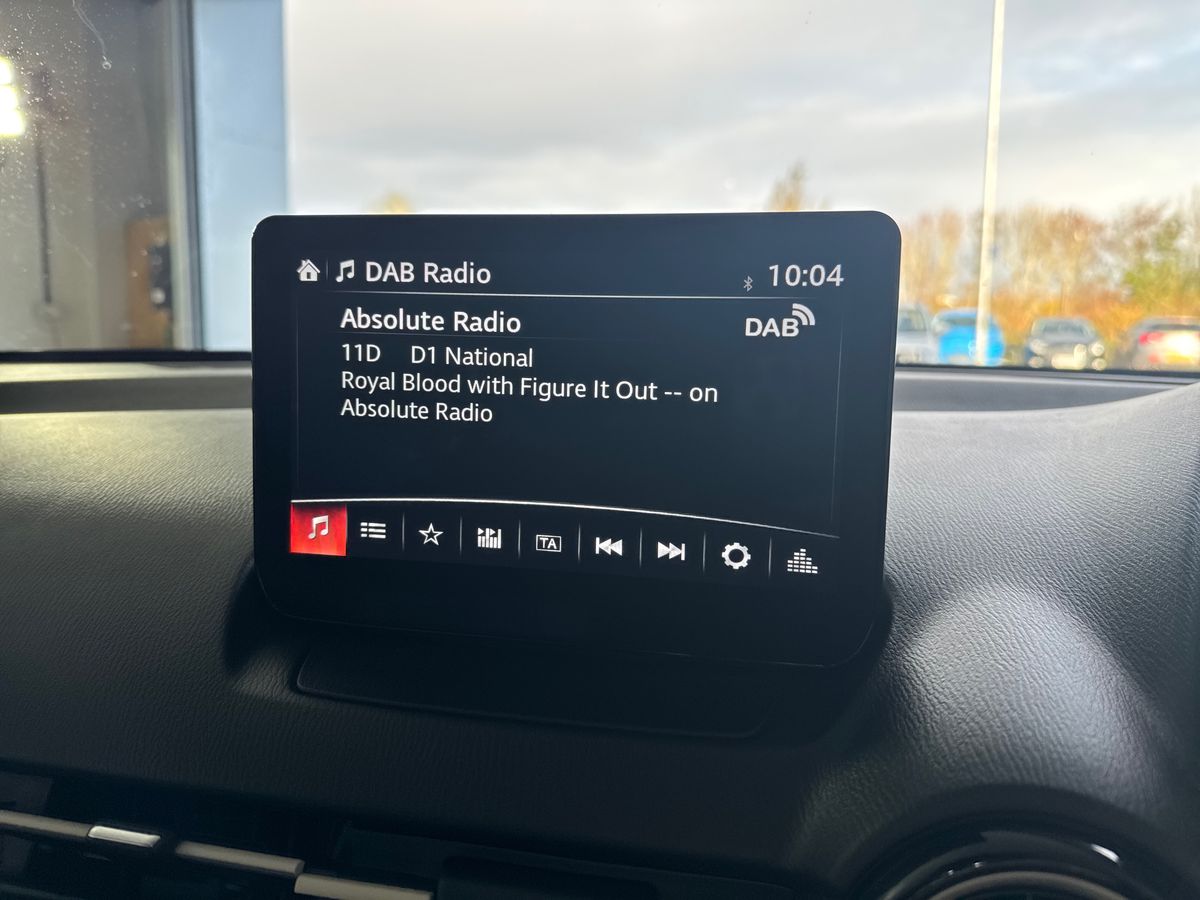 DAB Radio 10:04
Absolute Radio DAB
11D D1 National
Royal Blood with Figure It Out -- on
Absolute Radio
TA